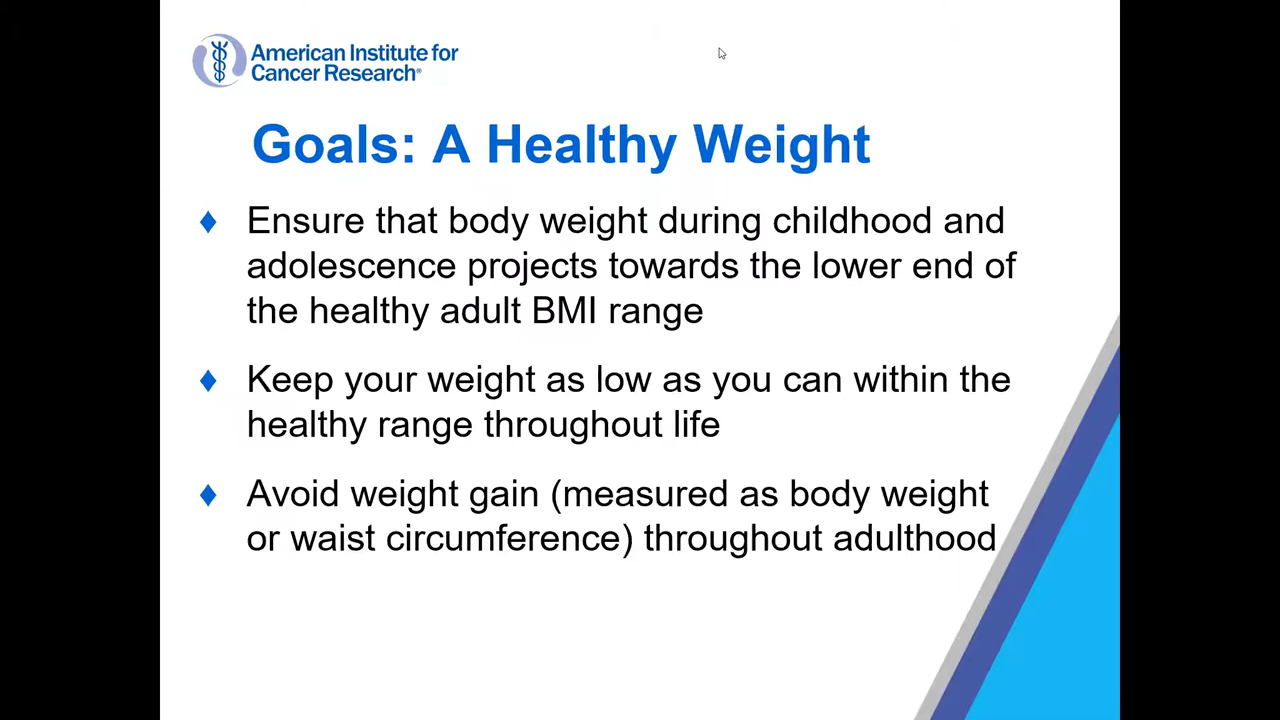 American Institute for
Cancer Research®
Goals: A Healthy Weight
♦ Ensure that body weight during childhood and
adolescence projects towards the lower end of
the healthy adult BMI range
♦ Keep your weight as low as you can within the
healthy range throughout life
♦ Avoid weight gain (measured as body weight
or waist circumference) throughout adulthood